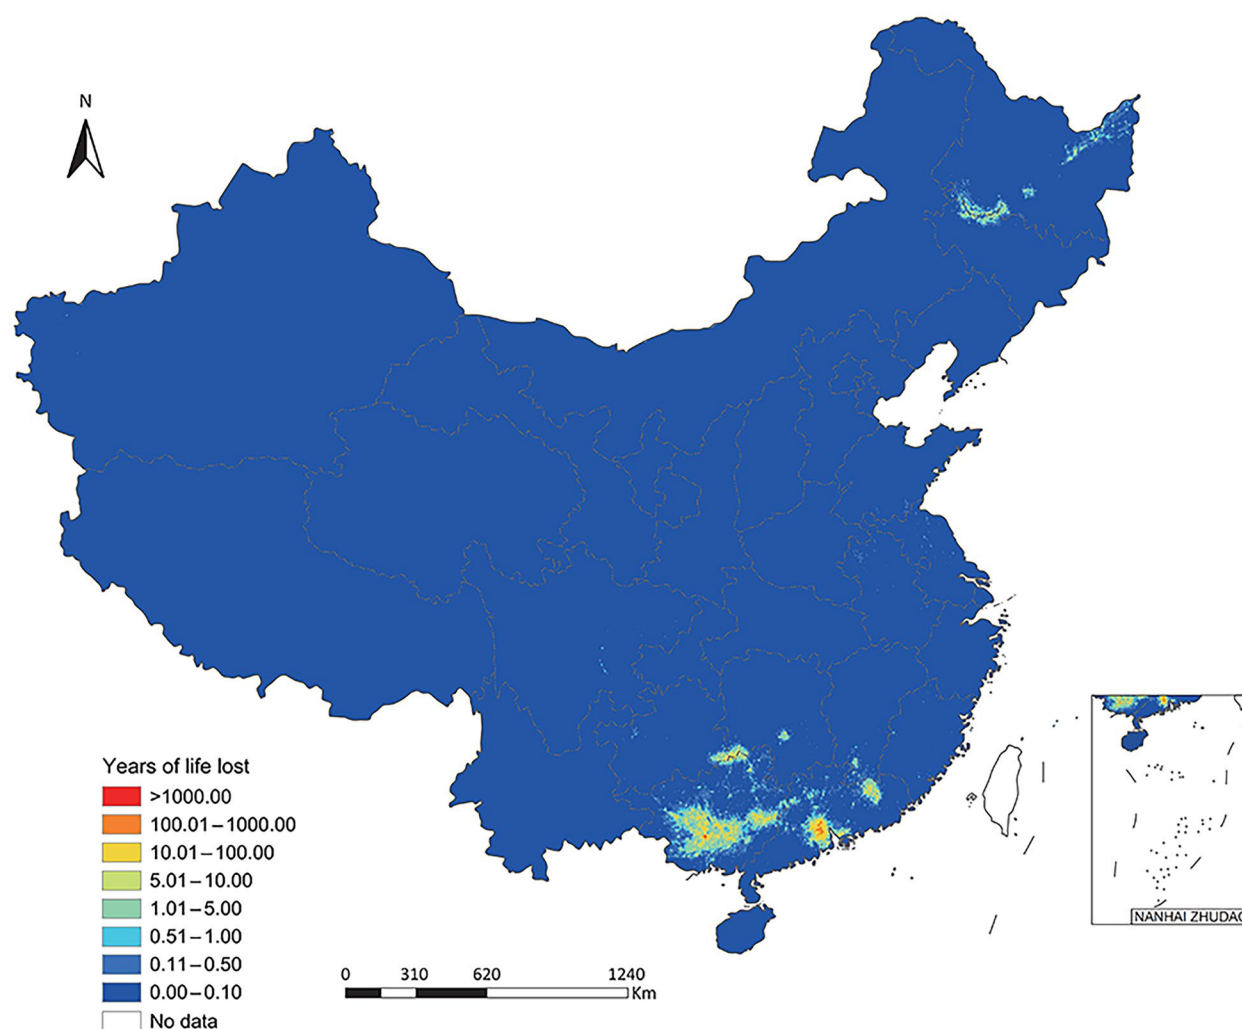 N
Years of life lost
>1000.00
100.01–1000.00
10.01–100.00
5.01–10.00
1.01–5.00
0.51–1.00
0.11–0.50
0.00–0.10
No data
0 310 620 1240
Km
NANHAI ZHUDAO